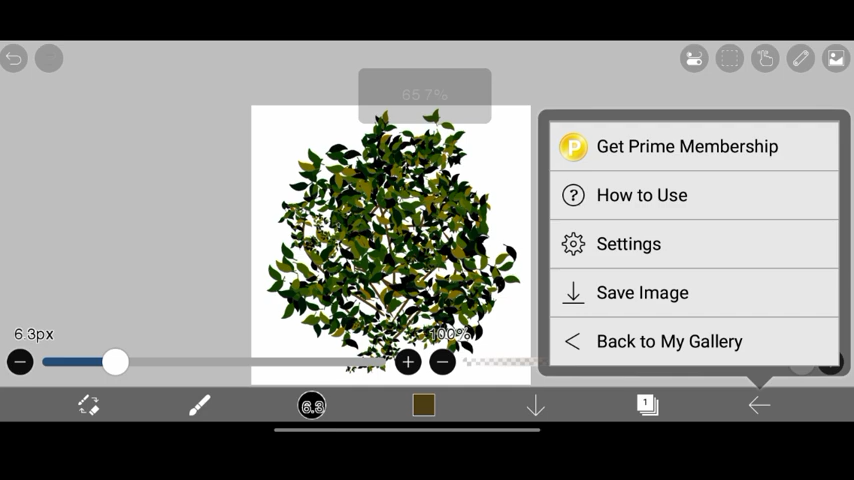 65 7%
P Get Prime Membership
? How to Use
Settings
Save Image
Back to My Gallery
6.3px
100%
6.3
1